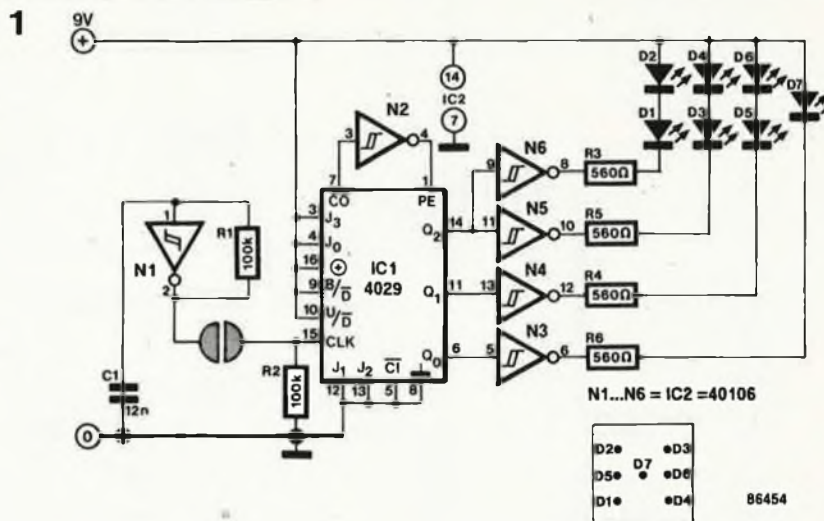 1
9V
+
14
IC2
7
N2
3
4
7
1
CO
PE
D2
D4
D6
D7
D1
D3
D5
N6
9
8
R3
560Ω
N5
14
11
10
R5
560Ω
N4
11
13
12
R4
560Ω
N3
6
5
6
R6
560Ω
1
N1
2
R1
100k
3
J3
4
J0
16
+
9
B/D
10
U/D
15
CLK
IC1
4029
Q2
Q1
Q0
J1
J2
CI
12
13
5
8
R2
100k
C1
12n
0
N1...N6 = IC2 =40106
D2
D3
D7
D5
D6
D1
D4
86454